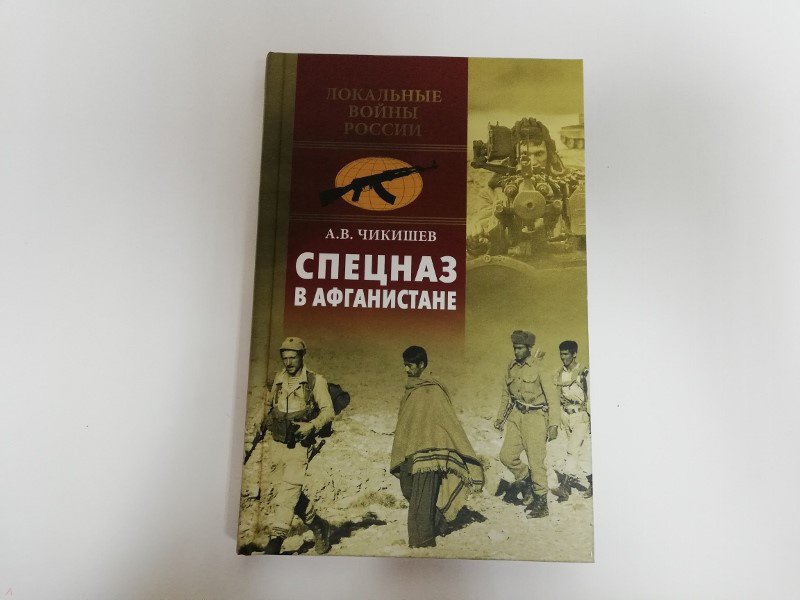 ЛОКАЛЬНЫЕ
ВОЙНЫ
РОССИИ
А.В. ЧИКИШЕВ
СПЕЦНАЗ
В АФГАНИСТАНЕ